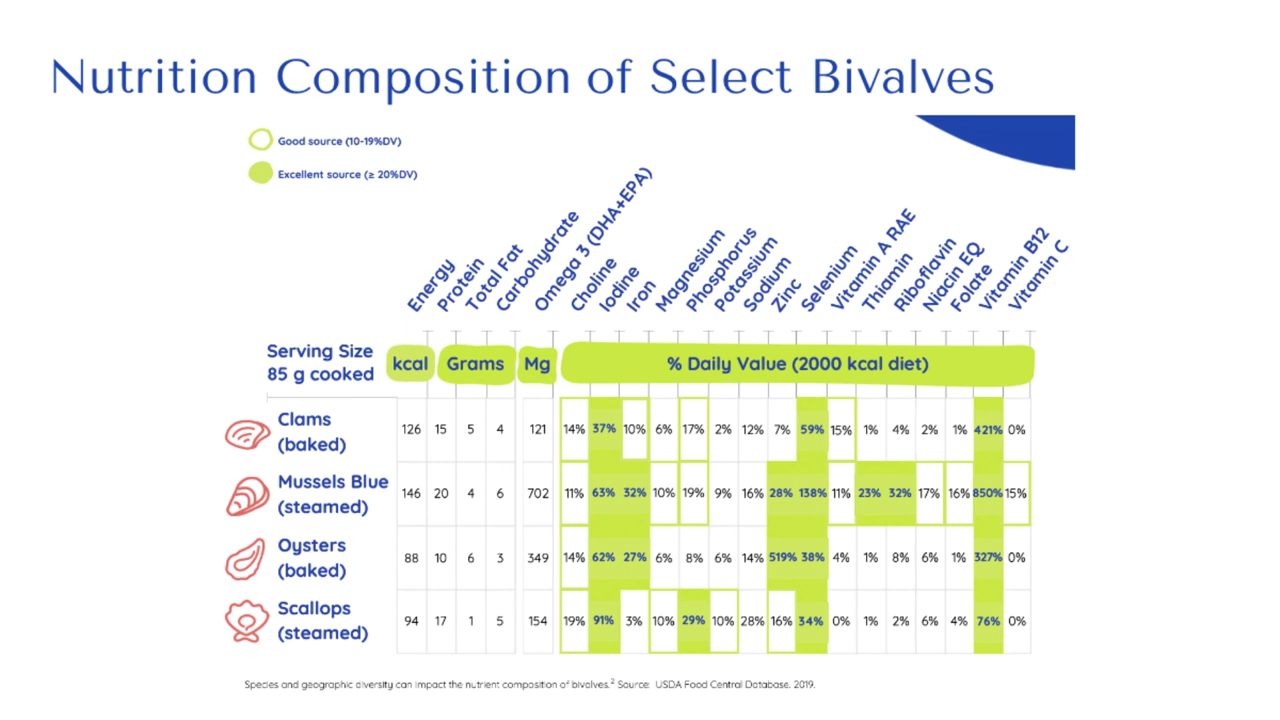 Nutrition Composition of Select Bivalves
Good source (10-19%DV)
Excellent source (≥ 20%DV)
Energy
Protein
Total Fat
Carbohydrate
Omega 3 (DHA+EPA)
Choline
Iodine
Iron
Magnesium
Phosphorus
Potassium
Sodium
Zinc
Selenium
Vitamin A RAE
Thiamin
Riboflavin
Niacin EQ
Folate
Vitamin B12
Vitamin C
Serving Size
85 g cooked
kcal Grams Mg % Daily Value (2000 kcal diet)
Clams
(baked)
126 15 5 4 121 14% 37% 10% 6% 17% 2% 12% 7% 59% 15% 1% 4% 2% 1% 421% 0%
Mussels Blue
(steamed)
146 20 4 6 702 11% 63% 32% 10% 19% 9% 16% 28% 138% 11% 23% 32% 17% 16% 850% 15%
Oysters
(baked)
88 10 6 3 349 14% 62% 27% 6% 8% 6% 14% 519% 38% 4% 1% 8% 6% 1% 327% 0%
Scallops
(steamed)
94 17 1 5 154 19% 91% 3% 10% 29% 10% 28% 16% 34% 0% 1% 2% 6% 4% 76% 0%
Species and geographic diversity can impact the nutrient composition of bivalves.² Source: USDA Food Central Database. 2019.